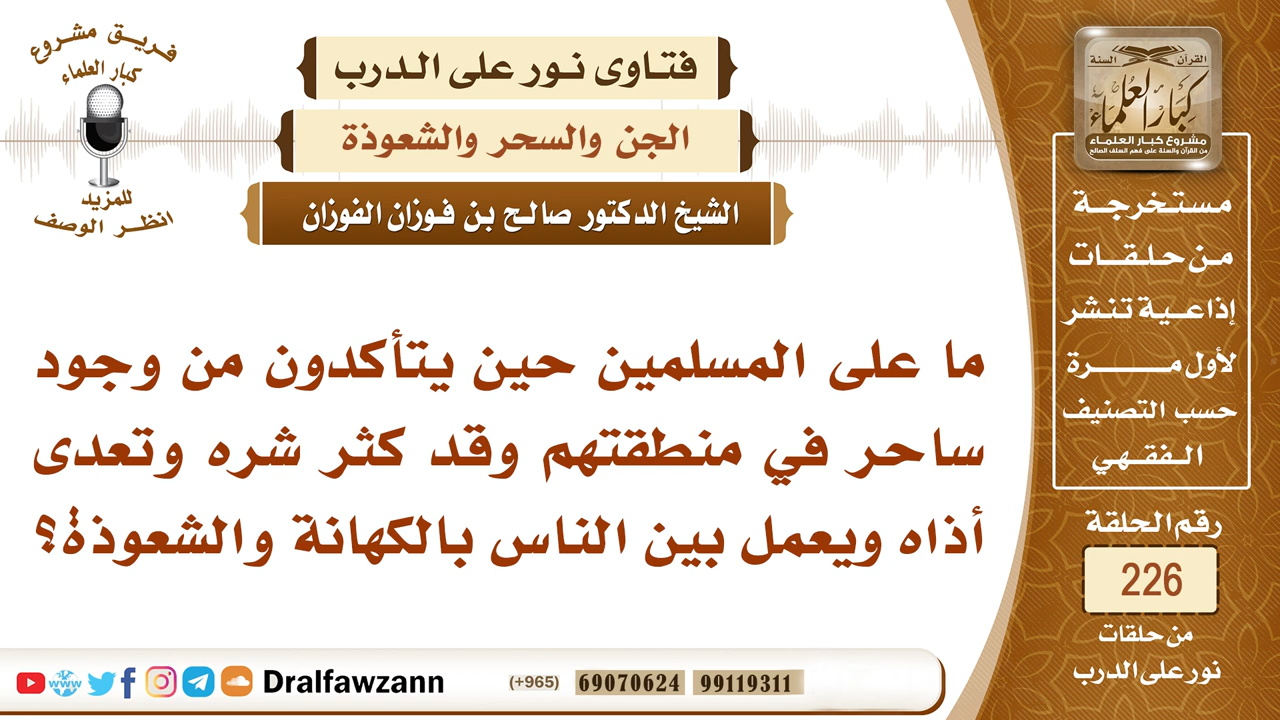 فريق مشروع
كبار العلماء
للمزيد
انظر الوصف
فتاوى نور على الدرب
الجن والسحر والشعوذة
الشيخ الدكتور صالح بن فوزان الفوزان
ما على المسلمين حين يتأكدون من وجود
ساحر في منطقتهم وقد كثر شره وتعدى
أذاه ويعمل بين الناس بالكهانة والشعوذة؟
القرآن السنة
كبار العلماء
مشروع كبار العلماء
من القرآن والسنة على فهم السلف الصالح
مستخرجة
من حلقات
إذاعية تنشر
لأول مرة
حسب التصنيف
الفقهي
رقم الحلقة
226
من حلقات
نور على الدرب
www Dralfawzann (+965) 69070624 99119311